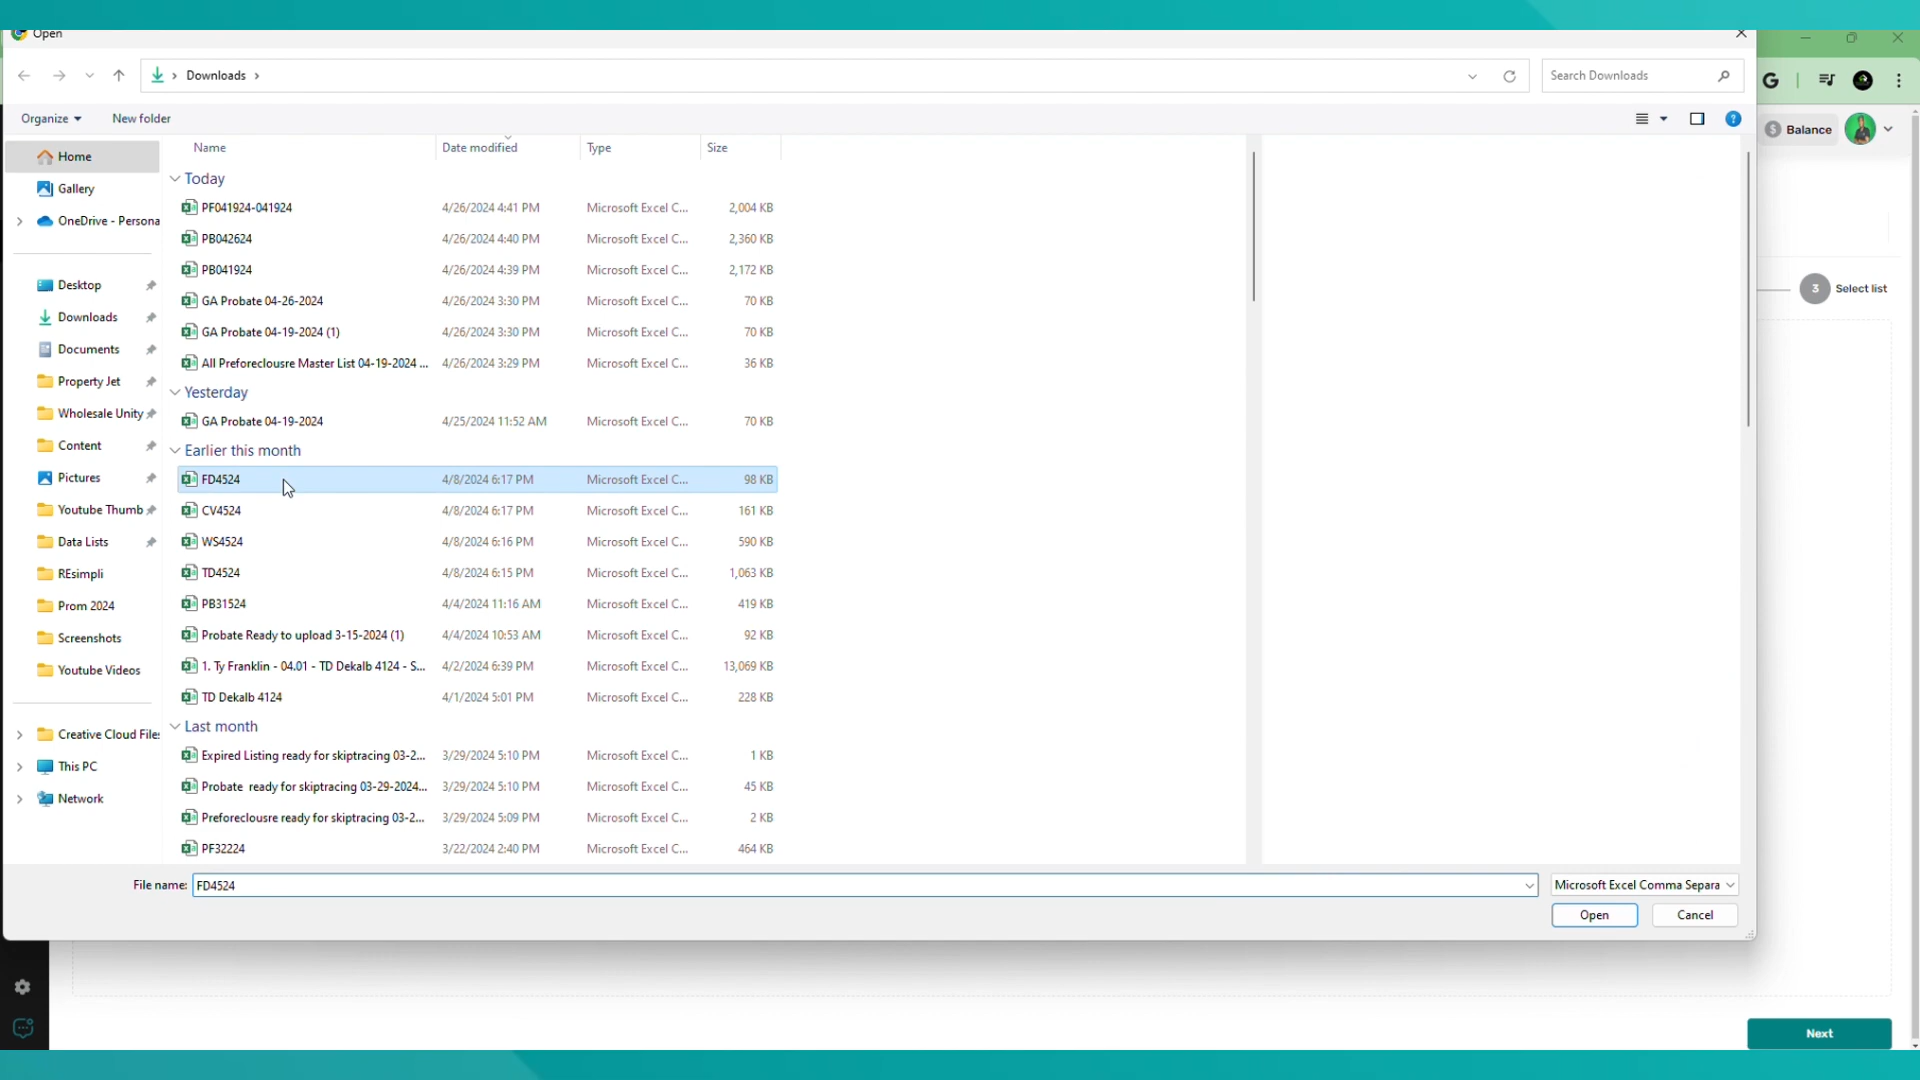 Open
Downloads
Search Downloads
Organize
New folder
Balance
Home
Gallery
OneDrive - Persona
Desktop
Downloads
Documents
Property Jet
Wholesale Unity
Content
Pictures
Youtube Thumb
Data Lists
REsimpli
Prom 2024
Screenshots
Youtube Videos
Creative Cloud Files
This PC
Network
Name Date modified Type Size
Today
PF041924-041924 4/26/2024 4:41 PM Microsoft Excel C... 2,004 KB
PB042624 4/26/2024 4:40 PM Microsoft Excel C... 2,360 KB
PB041924 4/26/2024 4:39 PM Microsoft Excel C... 2,172 KB
GA Probate 04-26-2024 4/26/2024 3:30 PM Microsoft Excel C... 70 KB
GA Probate 04-19-2024 (1) 4/26/2024 3:30 PM Microsoft Excel C... 70 KB
All Preforeclousre Master List 04-19-2024 ... 4/26/2024 3:29 PM Microsoft Excel C... 36 KB
Yesterday
GA Probate 04-19-2024 4/25/2024 11:52 AM Microsoft Excel C... 70 KB
Earlier this month
FD4524 4/8/2024 6:17 PM Microsoft Excel C... 98 KB
CV4524 4/8/2024 6:17 PM Microsoft Excel C... 161 KB
WS4524 4/8/2024 6:16 PM Microsoft Excel C... 590 KB
TD4524 4/8/2024 6:15 PM Microsoft Excel C... 1,063 KB
PB31524 4/4/2024 11:16 AM Microsoft Excel C... 419 KB
Probate Ready to upload 3-15-2024 (1) 4/4/2024 10:53 AM Microsoft Excel C... 92 KB
1. Ty Franklin - 04.01 - TD Dekalb 4124 - S... 4/2/2024 6:39 PM Microsoft Excel C... 13,069 KB
TD Dekalb 4124 4/1/2024 5:01 PM Microsoft Excel C... 228 KB
Last month
Expired Listing ready for skiptracing 03-2... 3/29/2024 5:10 PM Microsoft Excel C... 1 KB
Probate ready for skiptracing 03-29-2024... 3/29/2024 5:10 PM Microsoft Excel C... 45 KB
Preforeclousre ready for skiptracing 03-2... 3/29/2024 5:09 PM Microsoft Excel C... 2 KB
PF32224 3/22/2024 2:40 PM Microsoft Excel C... 464 KB
3 Select list
File name: FD4524
Microsoft Excel Comma Separa
Open Cancel
Next